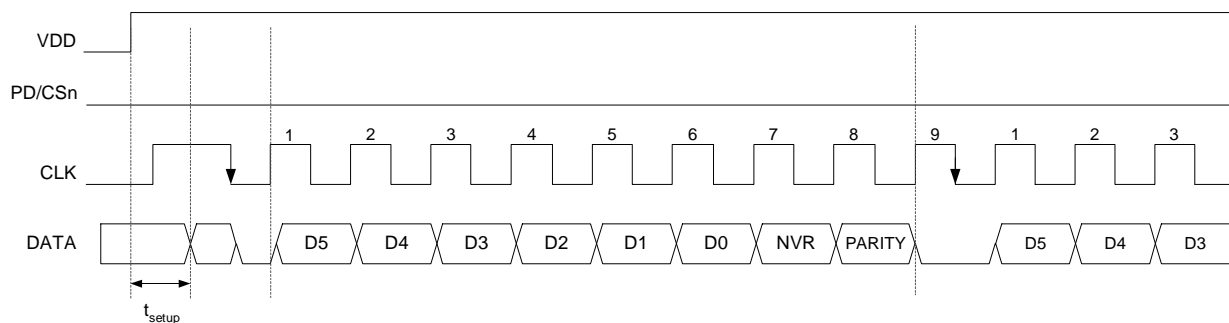 VDD
PD/CSn
1 2 3 4 5 6 7 8 9 1 2 3
CLK
DATA D5 D4 D3 D2 D1 D0 NVR PARITY D5 D4 D3
tsetup